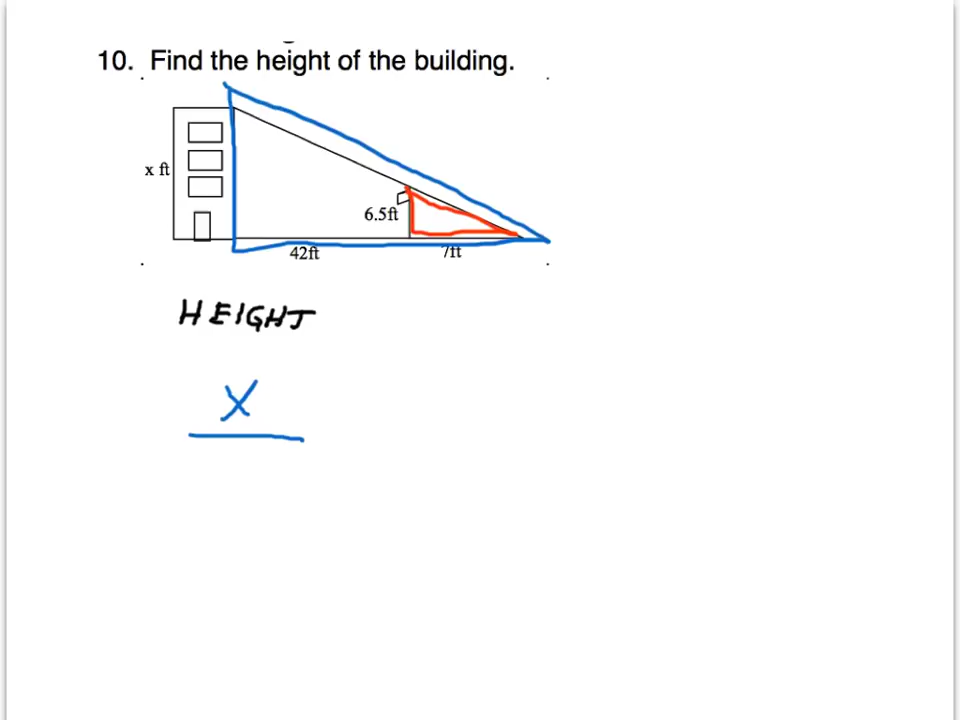 10. Find the height of the building.
x ft
6.5ft
42ft
7ft
HEIGHT
X